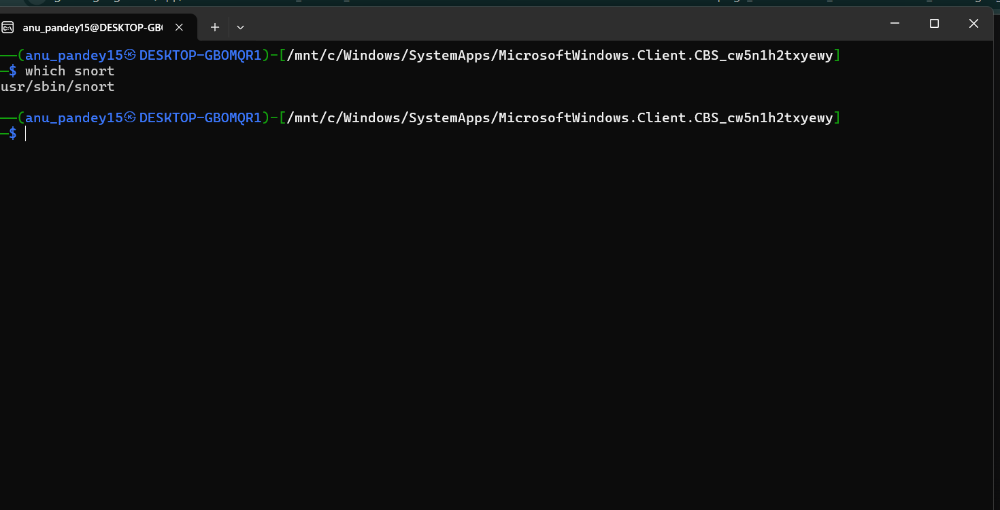 anu_pandey15@DESKTOP-GB
──(anu_pandey15㉿DESKTOP-GBOMQR1)-[/mnt/c/Windows/SystemApps/MicrosoftWindows.Client.CBS_cw5n1h2txyewy]
─$ which snort
usr/sbin/snort
──(anu_pandey15㉿DESKTOP-GBOMQR1)-[/mnt/c/Windows/SystemApps/MicrosoftWindows.Client.CBS_cw5n1h2txyewy]
─$